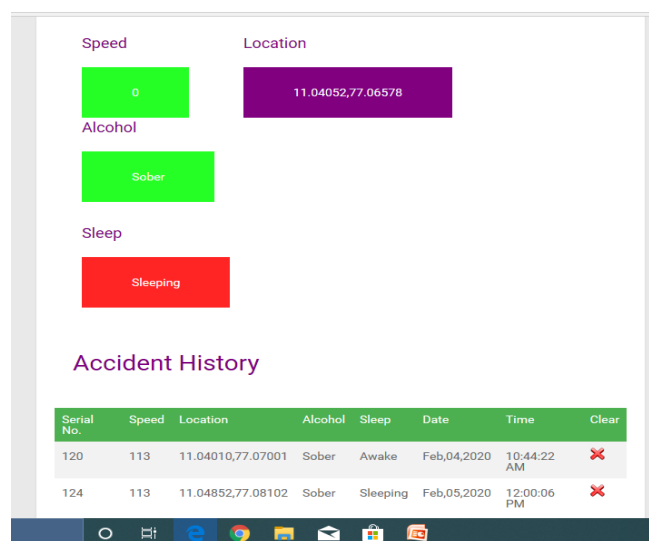 Speed Location
0 11.04052,77.06578
Alcohol
Sober
Sleep
Sleeping
Accident History
Serial No. Speed Location Alcohol Sleep Date Time Clear
120 113 11.04010,77.07001 Sober Awake Feb,04,2020 10:44:22 AM
124 113 11.04852,77.08102 Sober Sleeping Feb,05,2020 12:00:06 PM